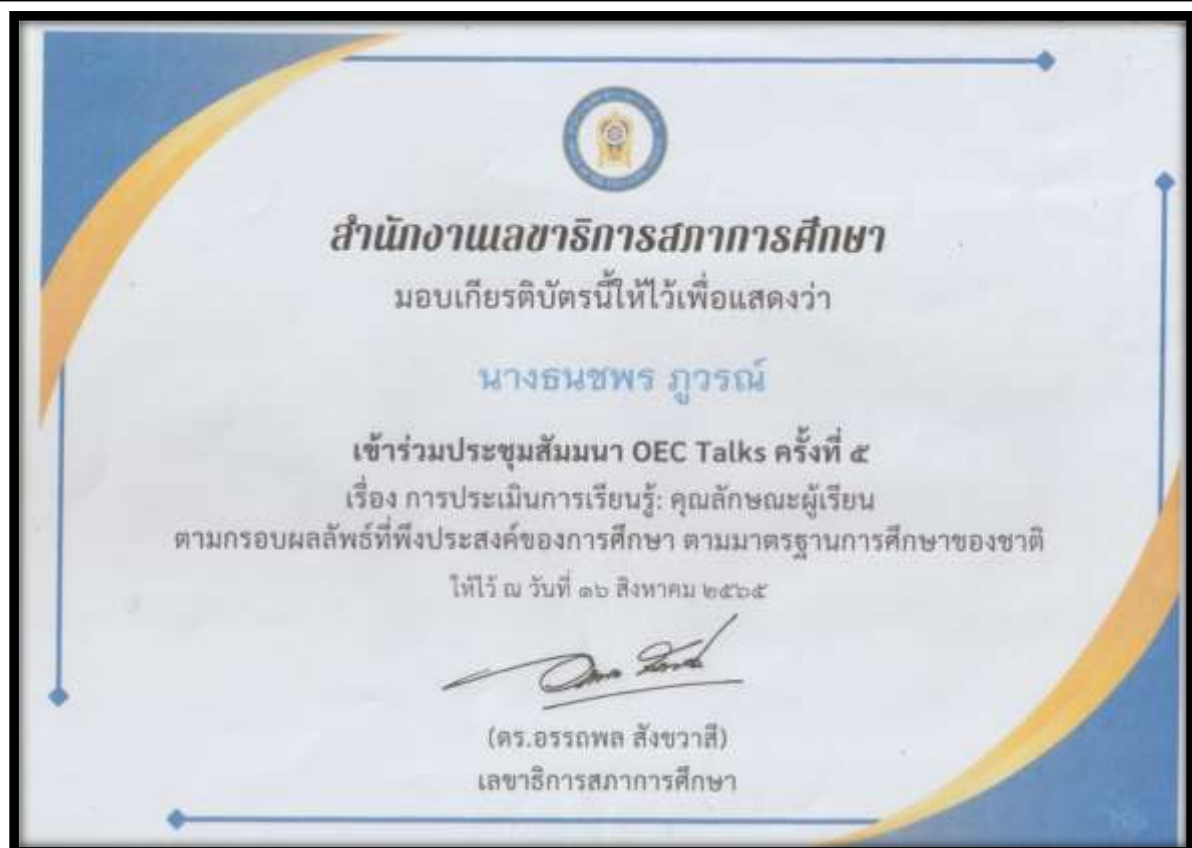 สำนักงานเลขาธิการสภาการศึกษา
มอบเกียรติบัตรนี้ให้ไว้เพื่อแสดงว่า
นางธนชพร ภูวรณ์
เข้าร่วมประชุมสัมมนา OEC Talks ครั้งที่ ๕
เรื่อง การประเมินการเรียนรู้: คุณลักษณะผู้เรียน
ตามกรอบผลลัพธ์ที่พึงประสงค์ของการศึกษา ตามมาตรฐานการศึกษาของชาติ
ให้ไว้ ณ วันที่ ๑๖ สิงหาคม ๒๕๖๕
(ดร.อรรถพล สังขวาสี)
เลขาธิการสภาการศึกษา